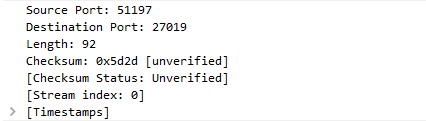 Source Port: 51197
Destination Port: 27019
Length: 92
Checksum: 0x5d2d [unverified]
[Checksum Status: Unverified]
[Stream index: 0]
[Timestamps]